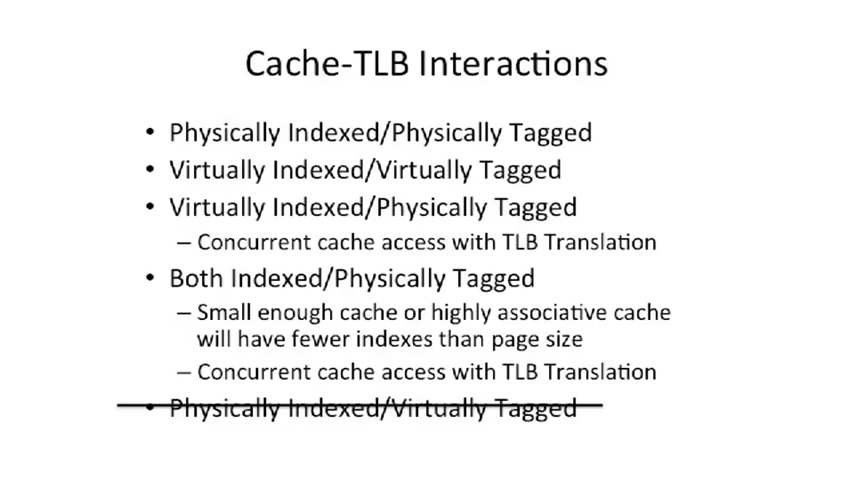 Cache-TLB Interactions
• Physically Indexed/Physically Tagged
• Virtually Indexed/Virtually Tagged
• Virtually Indexed/Physically Tagged
– Concurrent cache access with TLB Translation
• Both Indexed/Physically Tagged
– Small enough cache or highly associative cache
will have fewer indexes than page size
– Concurrent cache access with TLB Translation
• Physically Indexed/Virtually Tagged